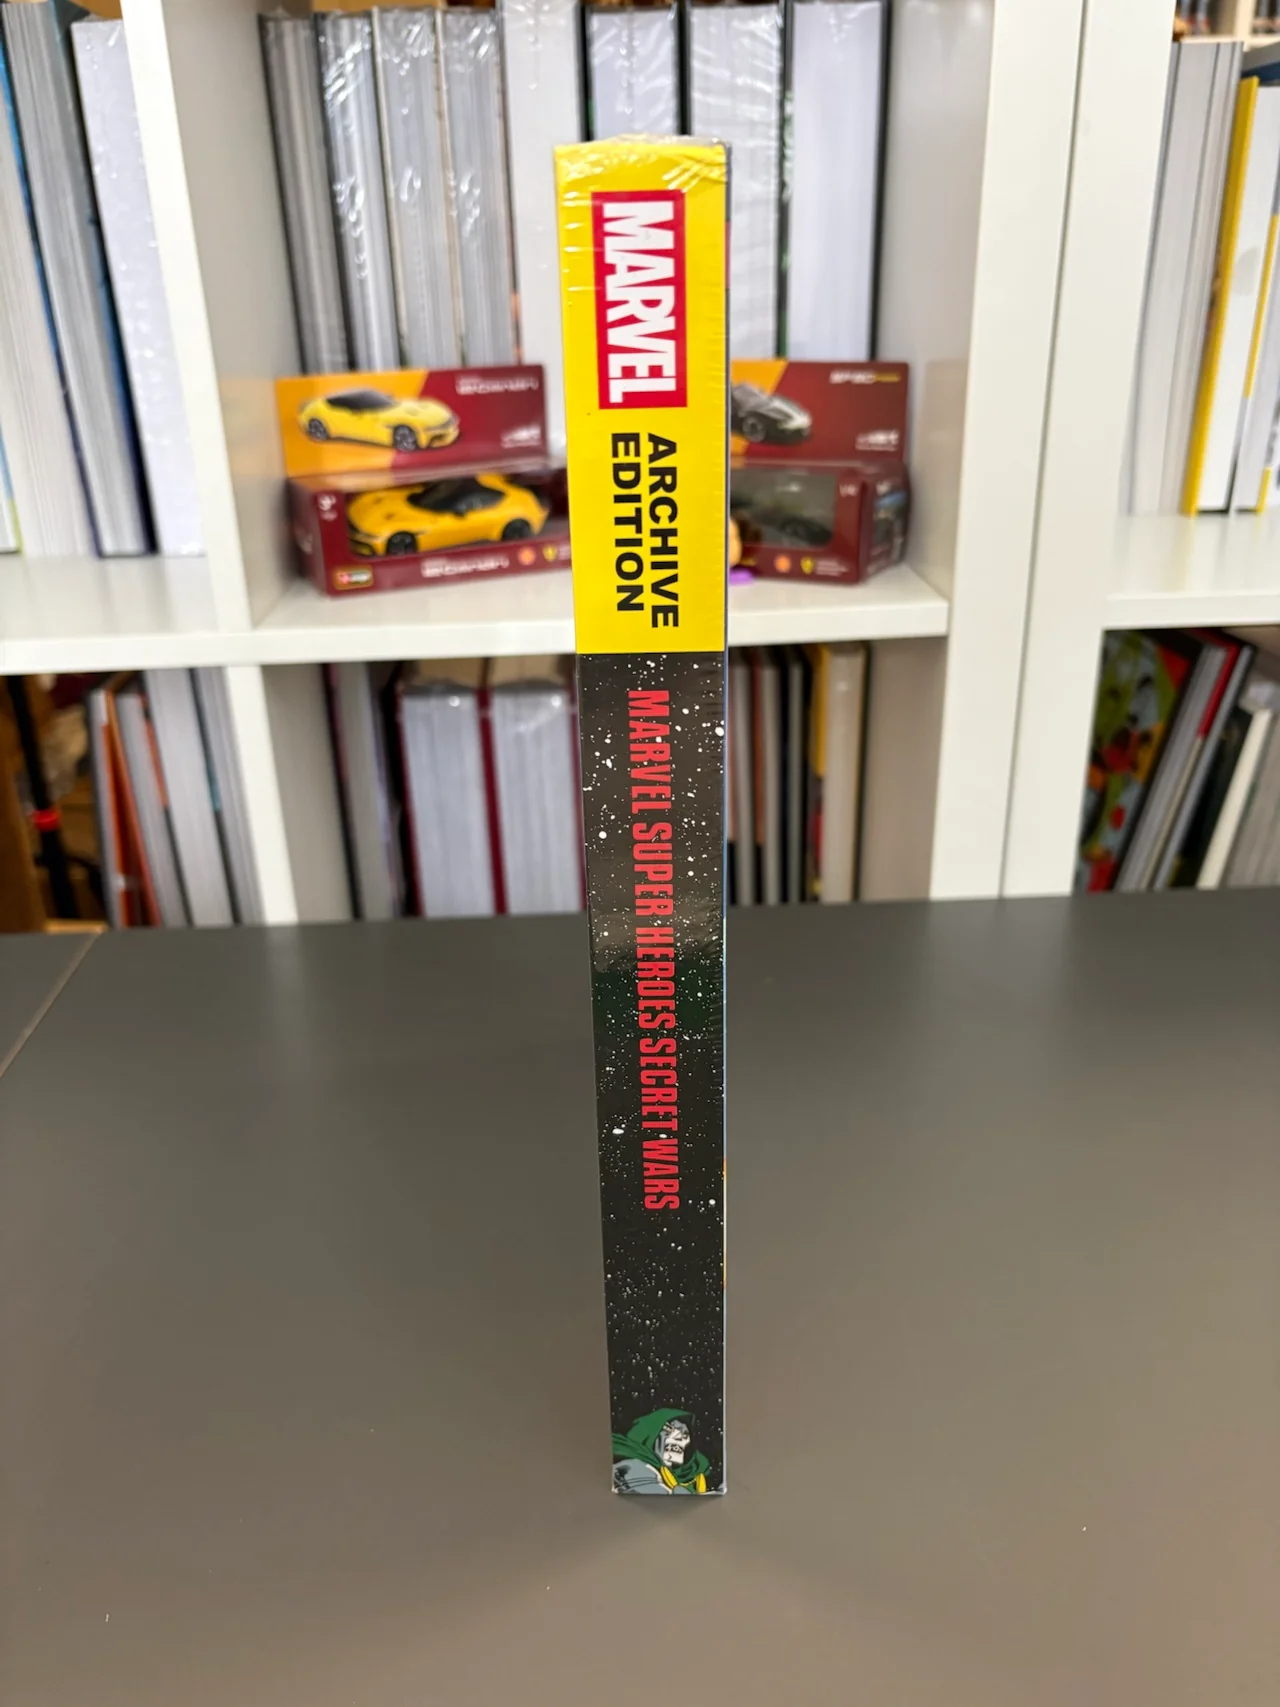 MARVEL
ARCHIVE
EDITION
MARVEL SUPER HEROES SECRET WARS